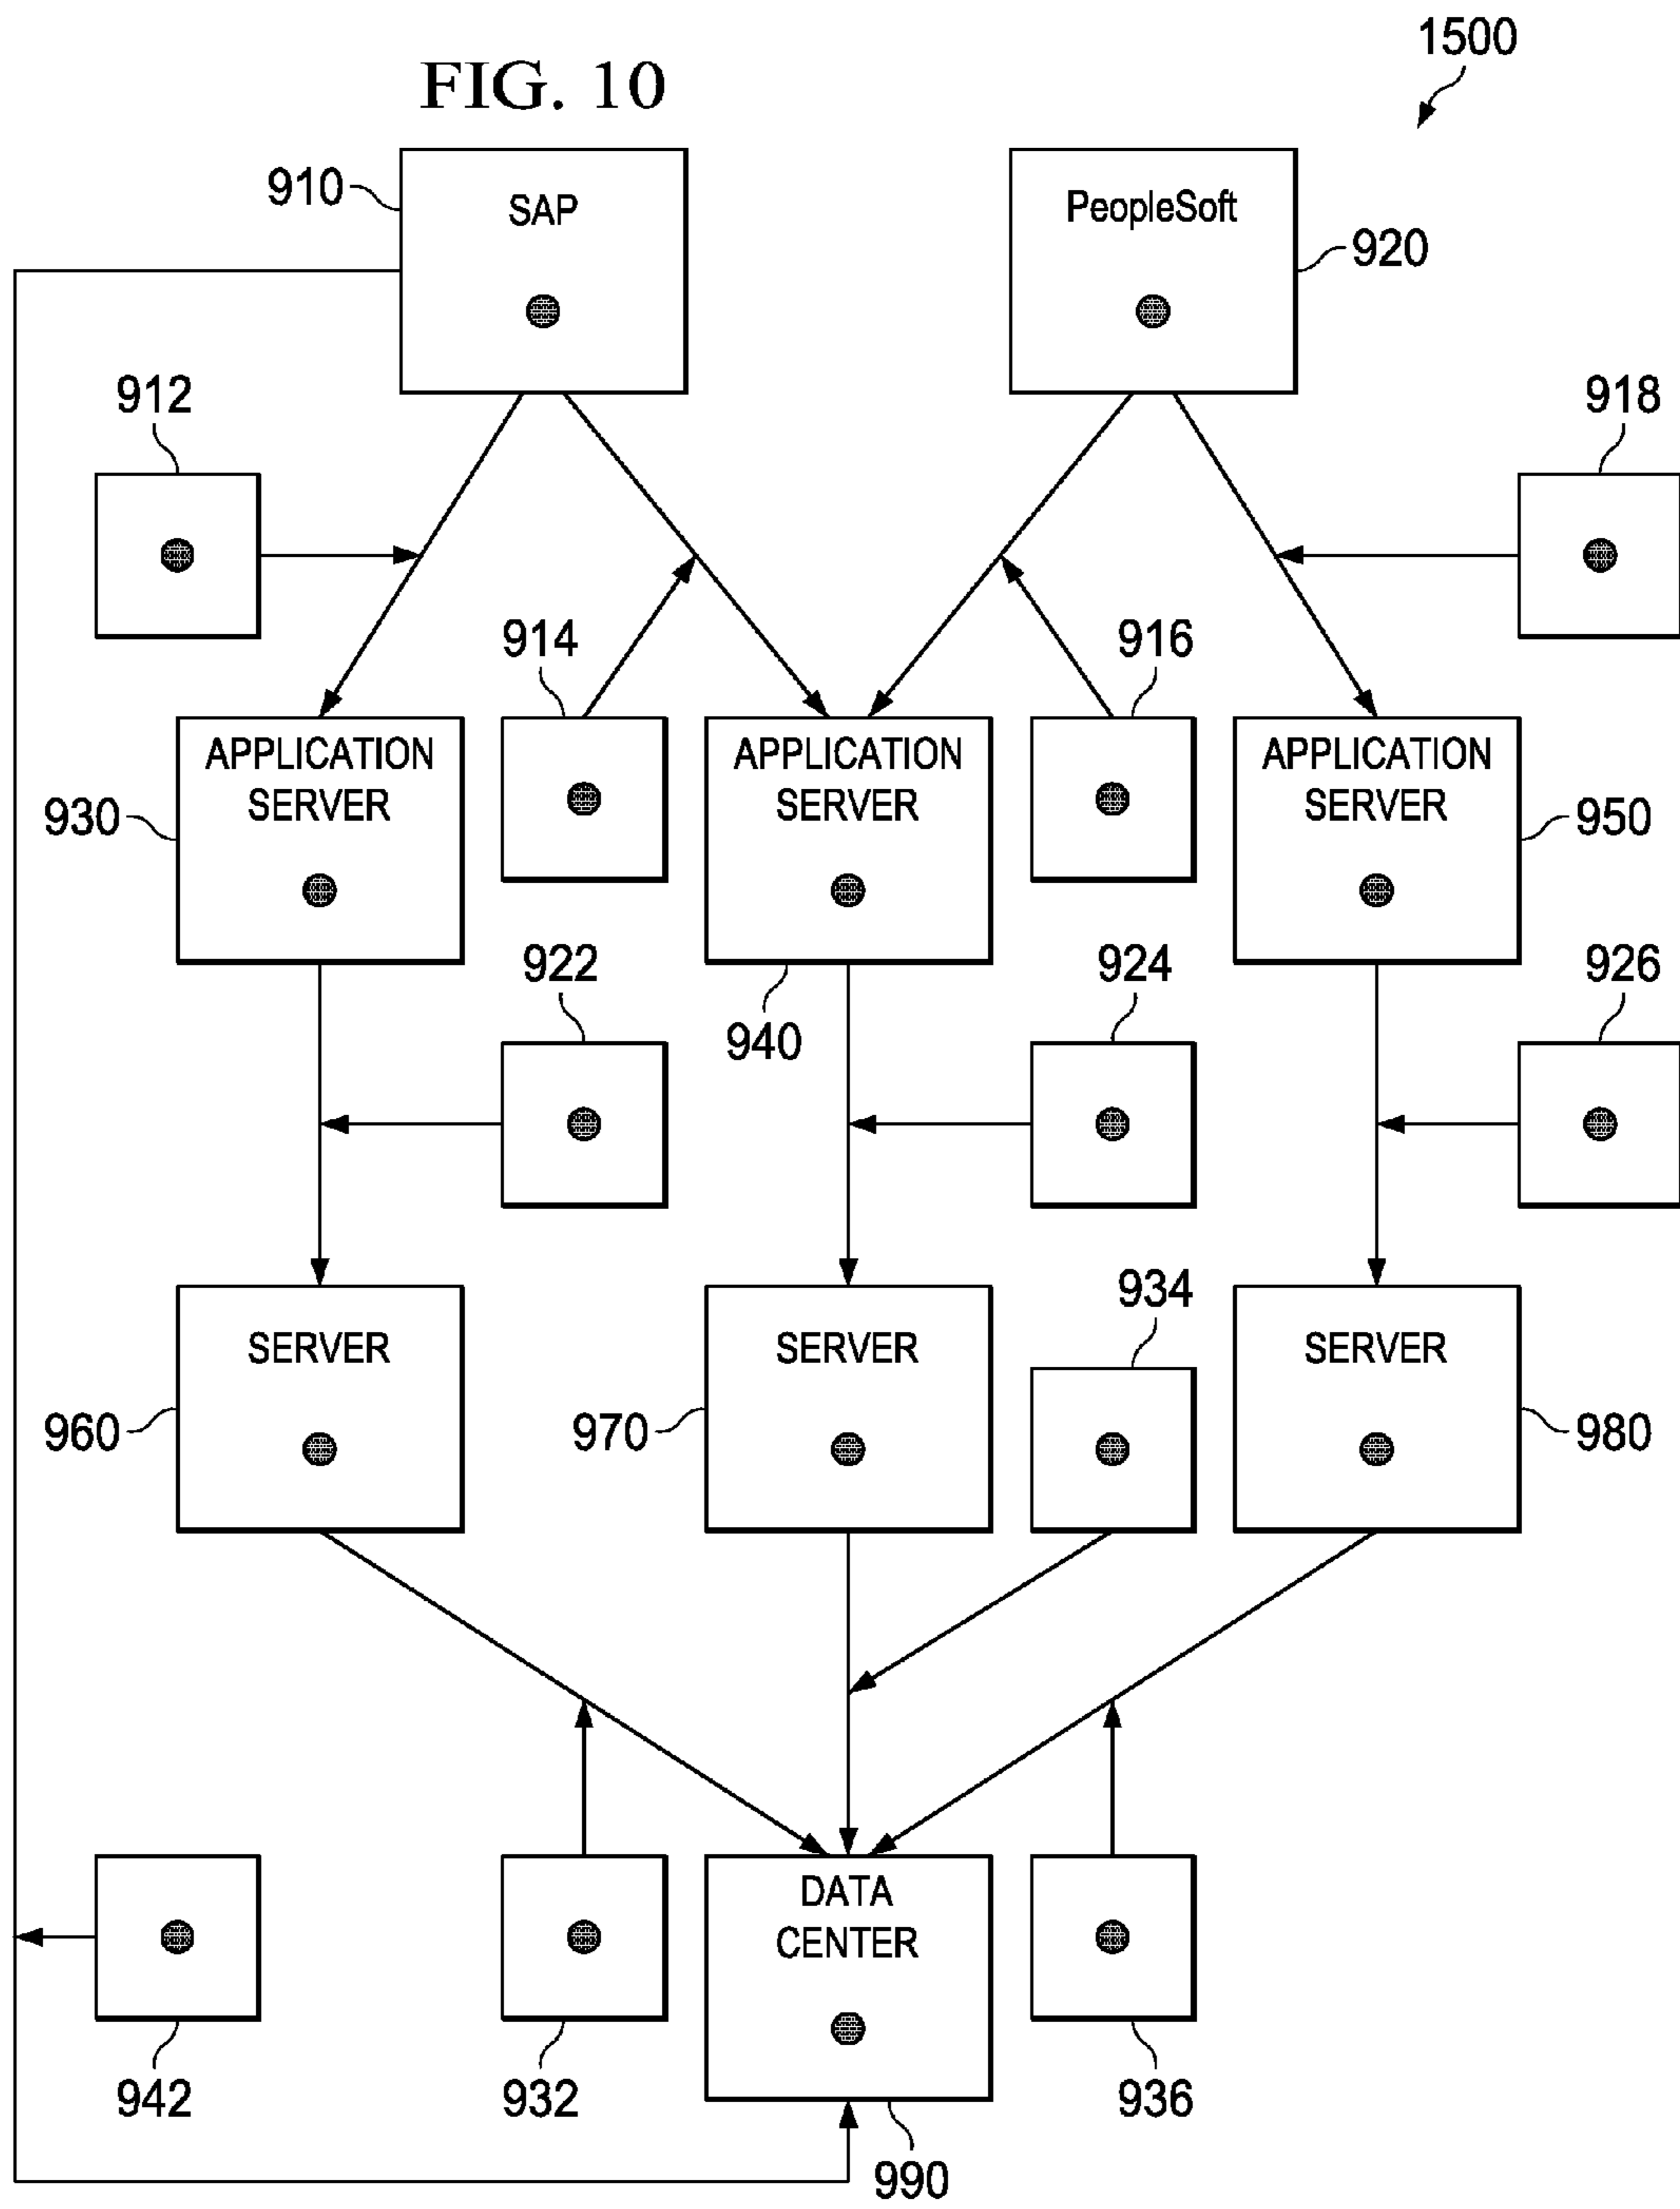 1500
FIG. 10
910
SAP
PeopleSoft
920
912
918
914
916
APPLICATION
SERVER
APPLICATION
SERVER
APPLICATION
SERVER
930
950
922
940
924
926
934
SERVER
SERVER
SERVER
960
970
980
DATA
CENTER
942
932
936
990